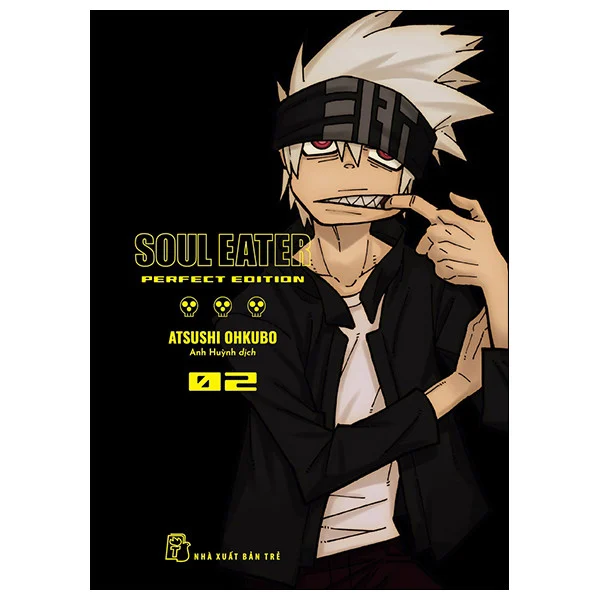 SOUL EATER
PERFECT EDITION
ATSUSHI OHKUBO
Anh Huỳnh dịch
02
NHÀ XUẤT BẢN TRẺ